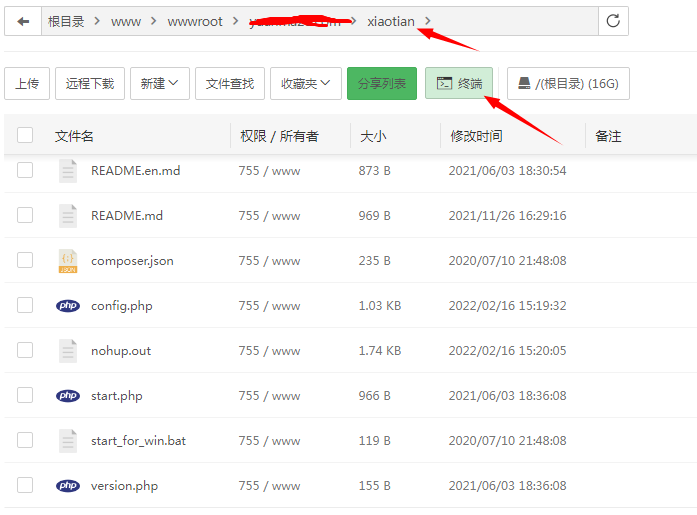 根目录 > www > wwwroot > > xiaotian >
上传 远程下载 新建 文件查找 收藏夹 分享列表 终端 /(根目录) (16G)
文件名 权限 / 所有者 大小 修改时间 备注
README.en.md 755 / www 873 B 2021/06/03 18:30:54
README.md 755 / www 969 B 2021/11/26 16:29:16
JSON composer.json 755 / www 235 B 2020/07/10 21:48:08
php config.php 755 / www 1.03 KB 2022/02/16 15:19:32
nohup.out 755 / www 1.74 KB 2022/02/16 15:20:05
php start.php 755 / www 966 B 2021/06/03 18:36:08
start_for_win.bat 755 / www 119 B 2020/07/10 21:48:08
php version.php 755 / www 155 B 2021/06/03 18:36:08